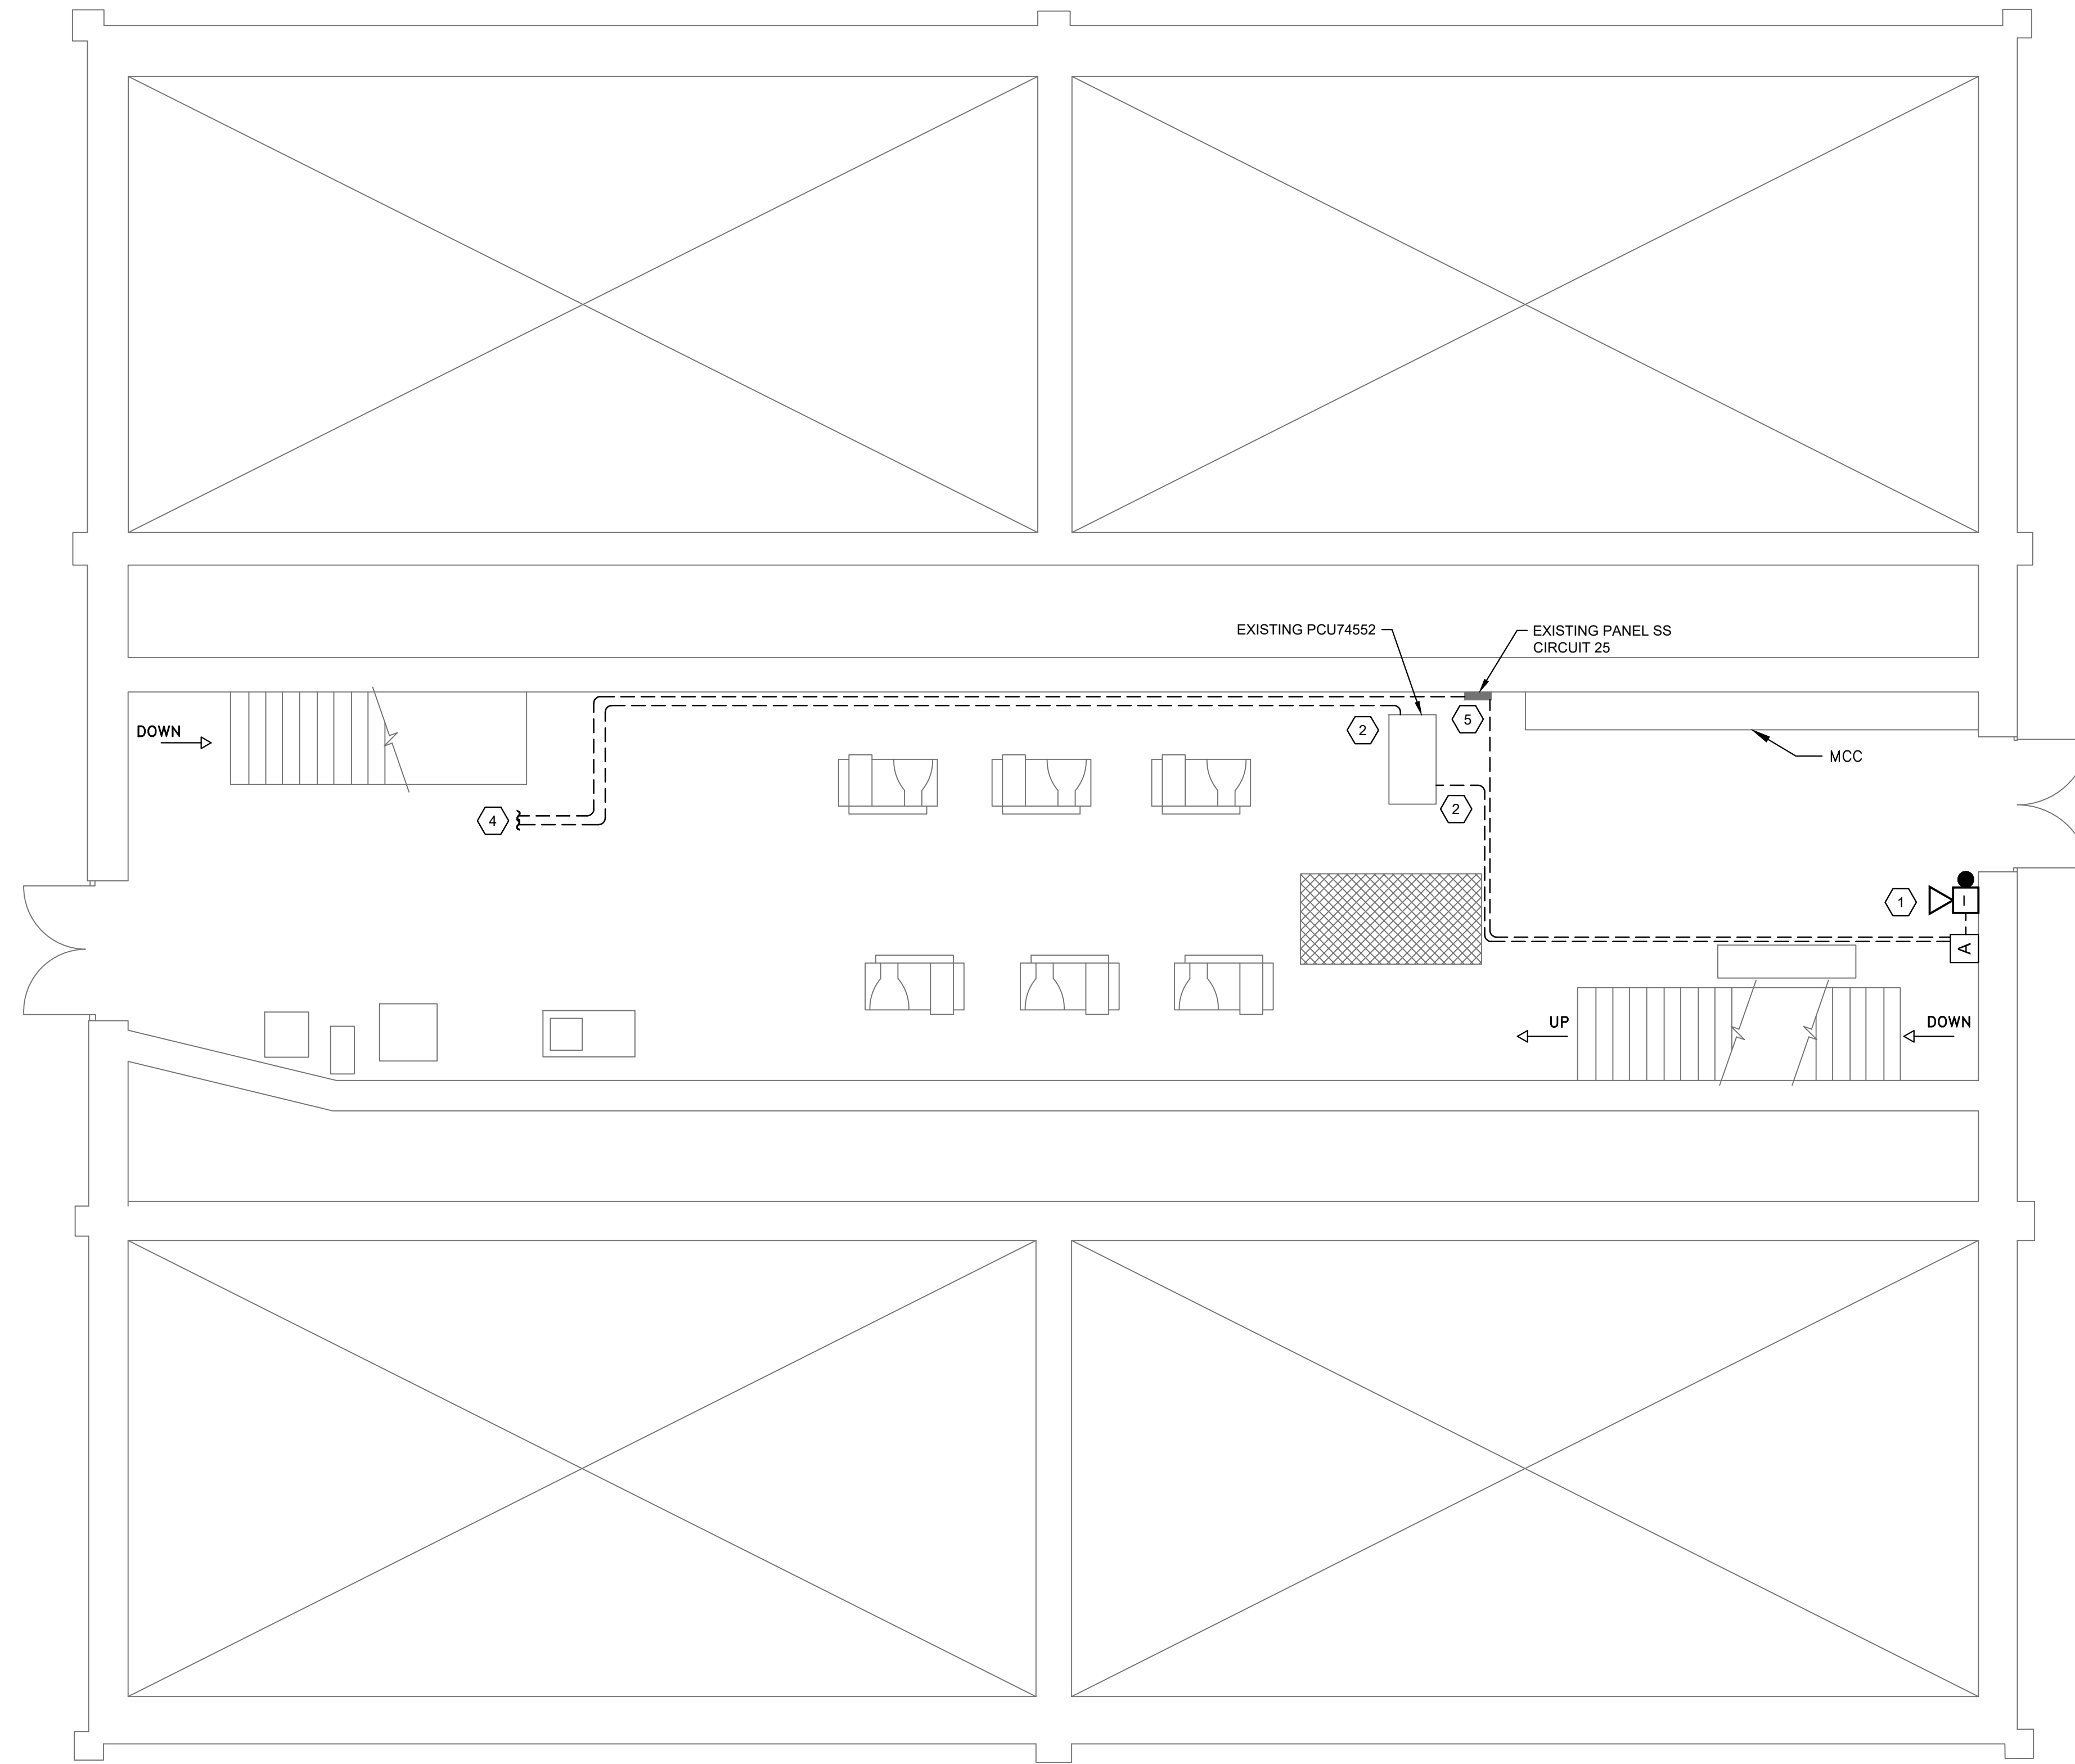 EXISTING PCU74552
EXISTING PANEL SS
CIRCUIT 25
DOWN
2
5
MCC
4
2
1
I
A
UP
DOWN